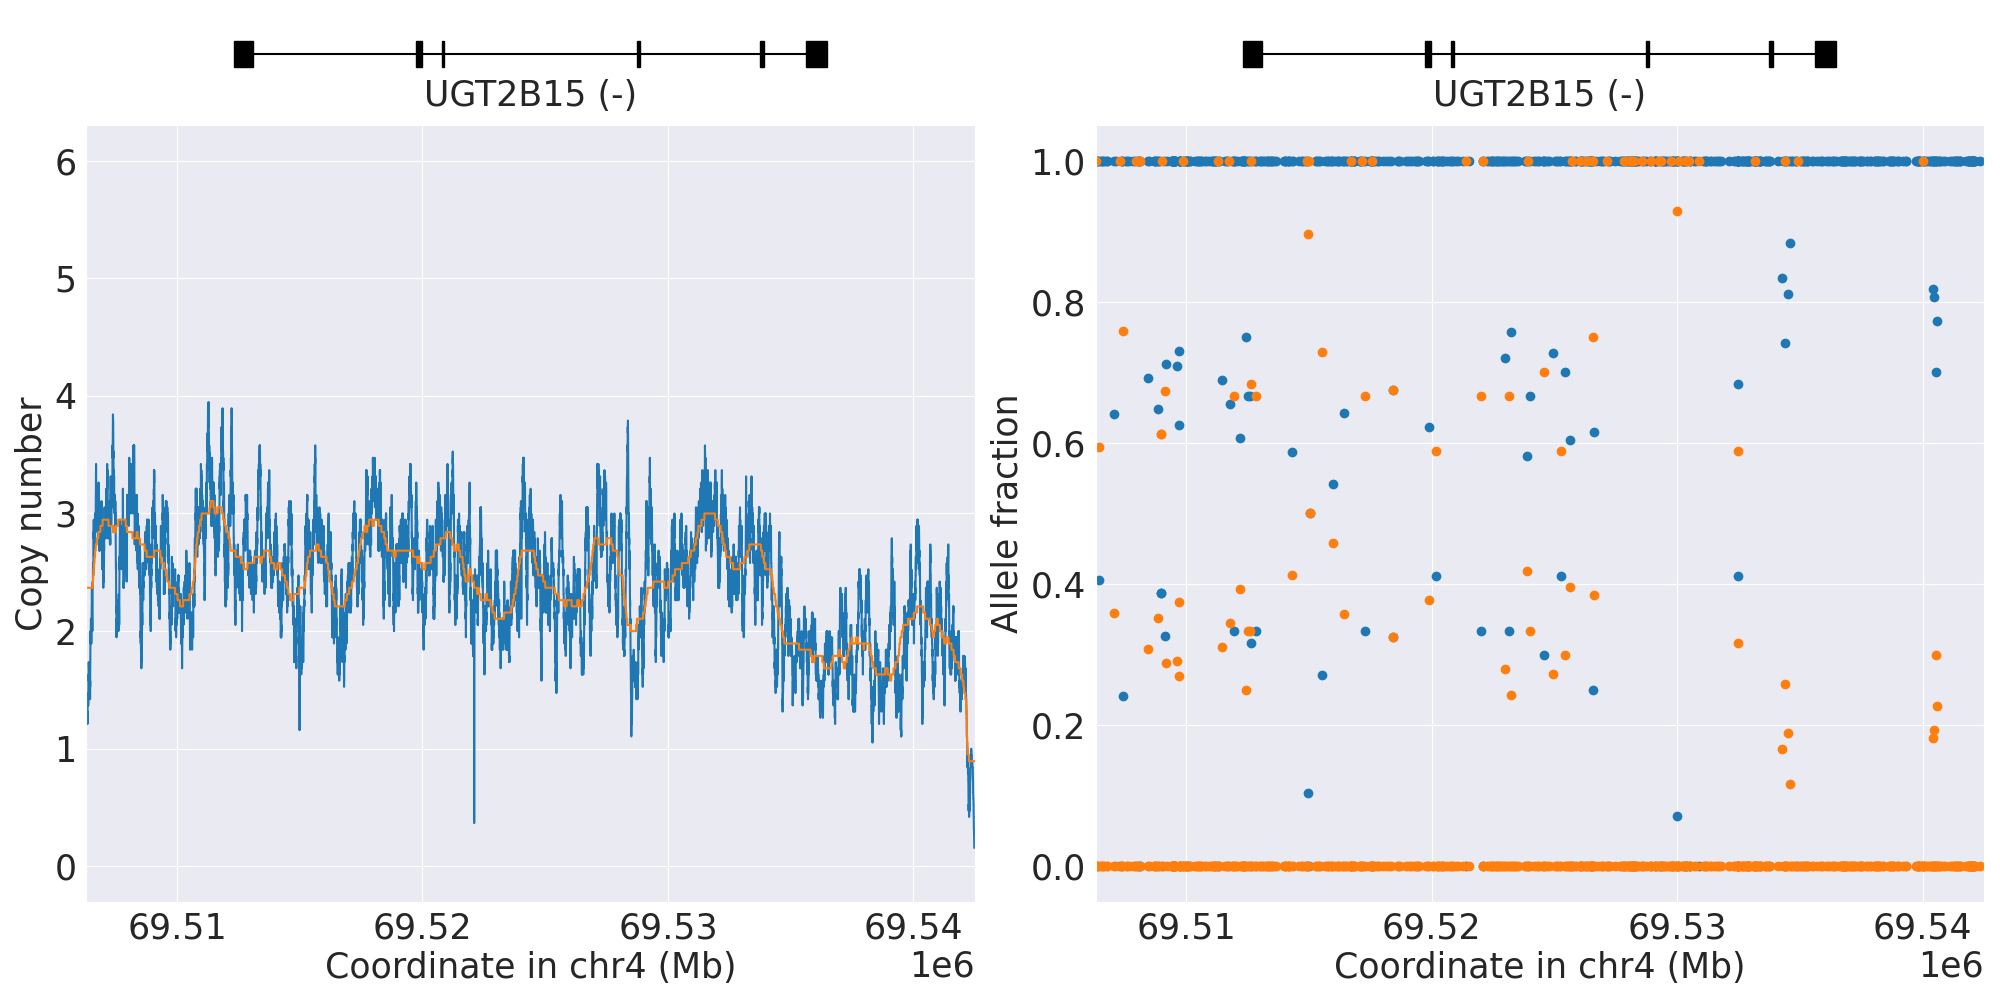 UGT2B15 (-)
6
5
4
3
2
1
0
Copy number
69.51 69.52 69.53 69.54
Coordinate in chr4 (Mb) 1e6
UGT2B15 (-)
1.0
0.8
0.6
0.4
0.2
0.0
Allele fraction
69.51 69.52 69.53 69.54
Coordinate in chr4 (Mb) 1e6